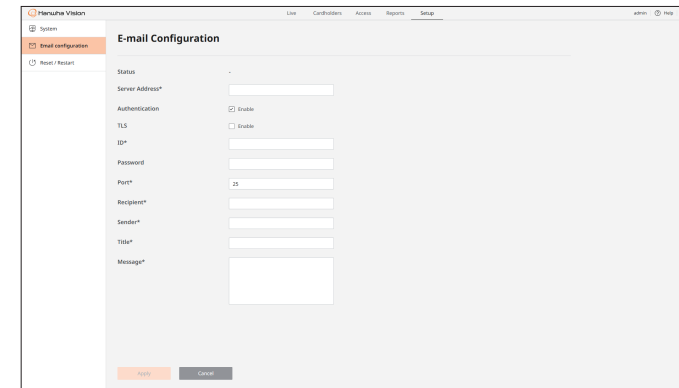 Hanwha Vision Live Cardholders Access Reports Setup admin Help
System
Email configuration
Reset / Restart
E-mail Configuration
Status -
Server Address*
Authentication Enable
TLS Enable
ID*
Password
Port* 25
Recipient*
Sender*
Title*
Message*
Apply Cancel